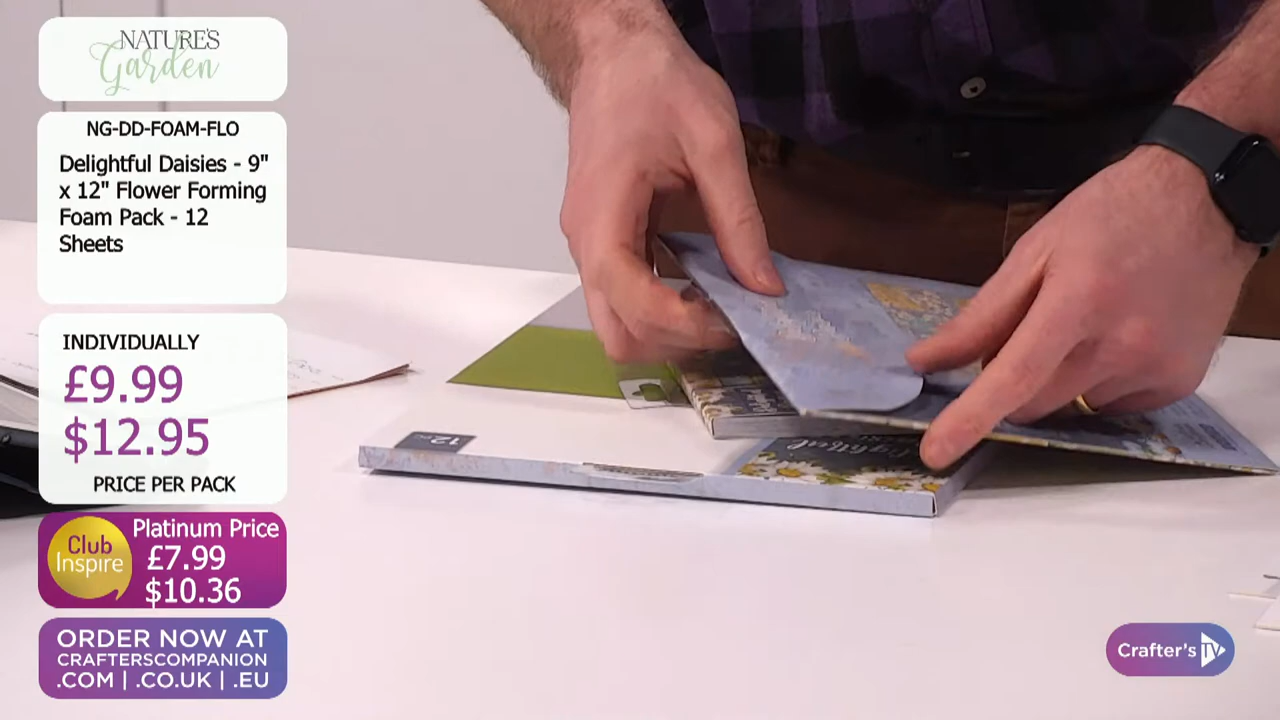 NATURE'S
Garden
NG-DD-FOAM-FLO
Delightful Daisies - 9"
x 12" Flower Forming
Foam Pack - 12
Sheets
INDIVIDUALLY
£9.99
$12.95
PRICE PER PACK
Club
Inspire
Platinum Price
£7.99
$10.36
ORDER NOW AT
CRAFTERSCOMPANION
.COM | .CO.UK | .EU
12
Crafter's TV